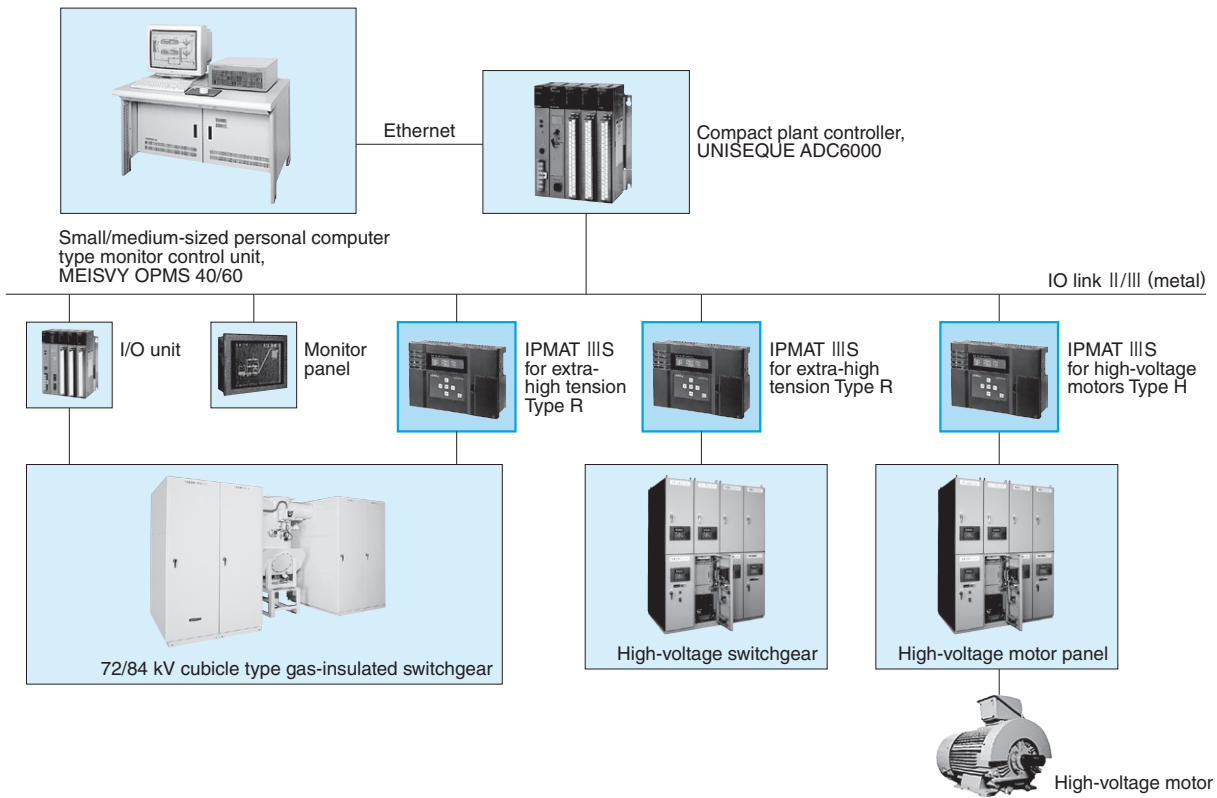 Ethernet
Compact plant controller,
UNISEQUE ADC6000
Small/medium-sized personal computer
type monitor control unit,
MEISVY OPMS 40/60
IO link II/III (metal)
I/O unit
Monitor
panel
IPMAT IIIS
for extra-
high tension
Type R
IPMAT IIIS
for extra-high
tension Type R
IPMAT IIIS
for high-voltage
motors Type H
72/84 kV cubicle type gas-insulated switchgear
High-voltage switchgear
High-voltage motor panel
High-voltage motor